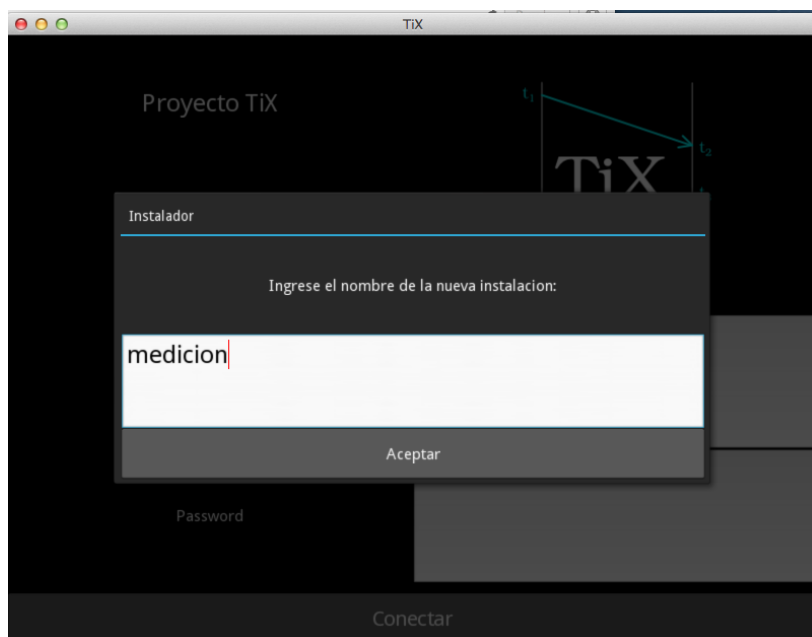 TiX
Proyecto TiX
t1
t2
TiX
Instalador
Ingrese el nombre de la nueva instalacion:
medicion
Aceptar
Password
Conectar